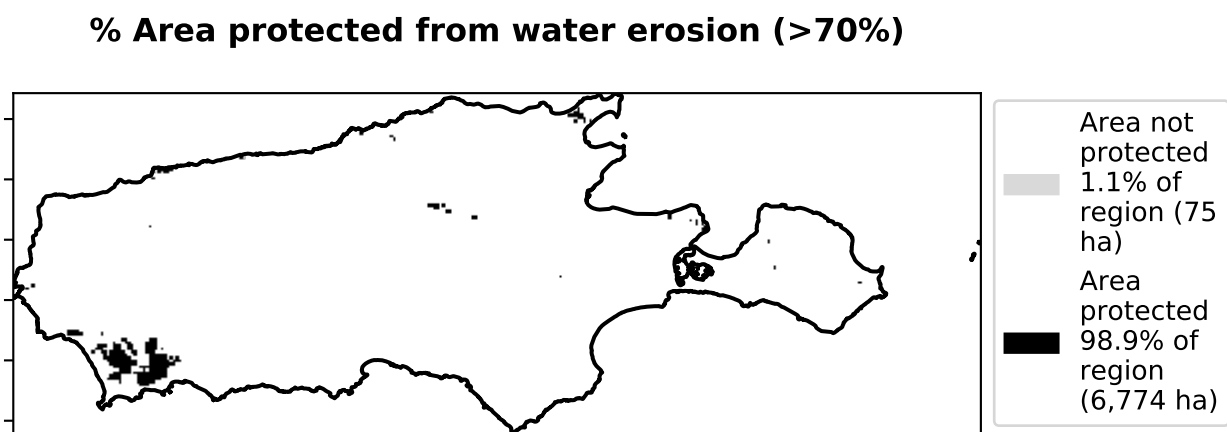 % Area protected from water erosion (>70%)
Area not
protected
1.1% of
region (75
ha)
Area
protected
98.9% of
region
(6,774 ha)